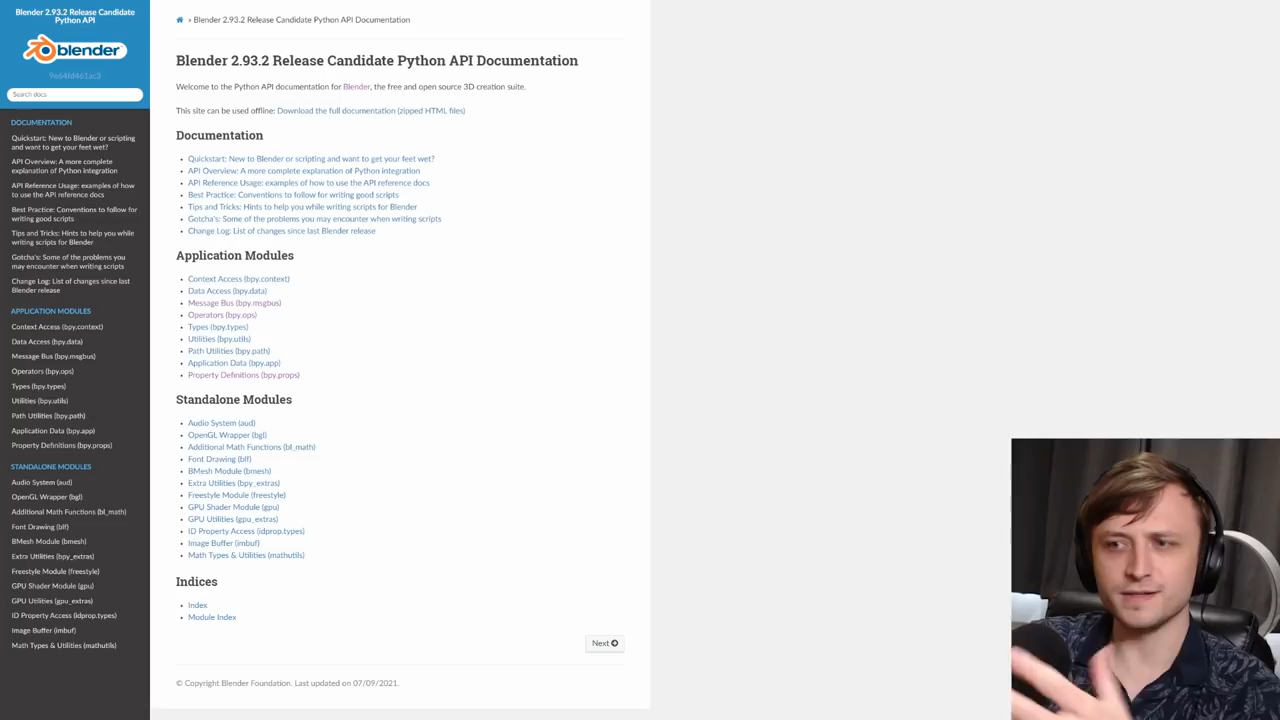 Blender 2.93.2 Release Candidate
Python API
blender
9e64fd461ac3
Search docs
DOCUMENTATION
Quickstart: New to Blender or scripting
and want to get your feet wet?
API Overview: A more complete
explanation of Python integration
API Reference Usage: examples of how
to use the API reference docs
Best Practice: Conventions to follow for
writing good scripts
Tips and Tricks: Hints to help you while
writing scripts for Blender
Gotcha's: Some of the problems you
may encounter when writing scripts
Change Log: List of changes since last
Blender release
APPLICATION MODULES
Context Access (bpy.context)
Data Access (bpy.data)
Message Bus (bpy.msgbus)
Operators (bpy.ops)
Types (bpy.types)
Utilities (bpy.utils)
Path Utilities (bpy.path)
Application Data (bpy.app)
Property Definitions (bpy.props)
STANDALONE MODULES
Audio System (aud)
OpenGL Wrapper (bgl)
Additional Math Functions (bl_math)
Font Drawing (blf)
BMesh Module (bmesh)
Extra Utilities (bpy_extras)
Freestyle Module (freestyle)
GPU Shader Module (gpu)
GPU Utilities (gpu_extras)
ID Property Access (idprop.types)
Image Buffer (imbuf)
Math Types & Utilities (mathutils)
» Blender 2.93.2 Release Candidate Python API Documentation
Blender 2.93.2 Release Candidate Python API Documentation
Welcome to the Python API documentation for Blender, the free and open source 3D creation suite.
This site can be used offline: Download the full documentation (zipped HTML files)
Documentation
• Quickstart: New to Blender or scripting and want to get your feet wet?
• API Overview: A more complete explanation of Python integration
• API Reference Usage: examples of how to use the API reference docs
• Best Practice: Conventions to follow for writing good scripts
• Tips and Tricks: Hints to help you while writing scripts for Blender
• Gotcha's: Some of the problems you may encounter when writing scripts
• Change Log: List of changes since last Blender release
Application Modules
• Context Access (bpy.context)
• Data Access (bpy.data)
• Message Bus (bpy.msgbus)
• Operators (bpy.ops)
• Types (bpy.types)
• Utilities (bpy.utils)
• Path Utilities (bpy.path)
• Application Data (bpy.app)
• Property Definitions (bpy.props)
Standalone Modules
• Audio System (aud)
• OpenGL Wrapper (bgl)
• Additional Math Functions (bl_math)
• Font Drawing (blf)
• BMesh Module (bmesh)
• Extra Utilities (bpy_extras)
• Freestyle Module (freestyle)
• GPU Shader Module (gpu)
• GPU Utilities (gpu_extras)
• ID Property Access (idprop.types)
• Image Buffer (imbuf)
• Math Types & Utilities (mathutils)
Indices
• Index
• Module Index
Next
© Copyright Blender Foundation. Last updated on 07/09/2021.